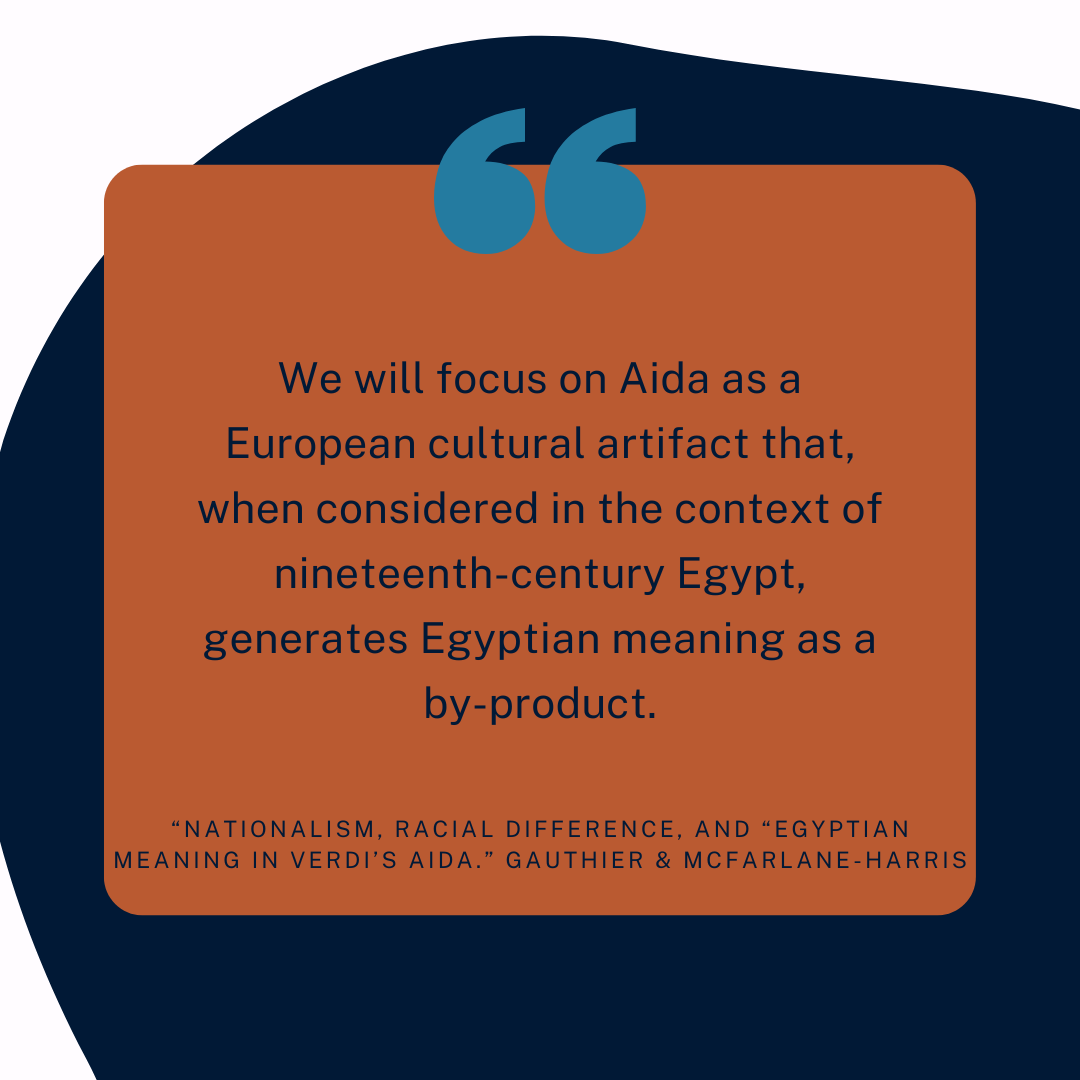 We will focus on Aida as a
European cultural artifact that,
when considered in the context of
nineteenth-century Egypt,
generates Egyptian meaning as a
by-product.
“NATIONALISM, RACIAL DIFFERENCE, AND “EGYPTIAN
MEANING IN VERDI’S AIDA.” GAUTHIER & MCFARLANE-HARRIS